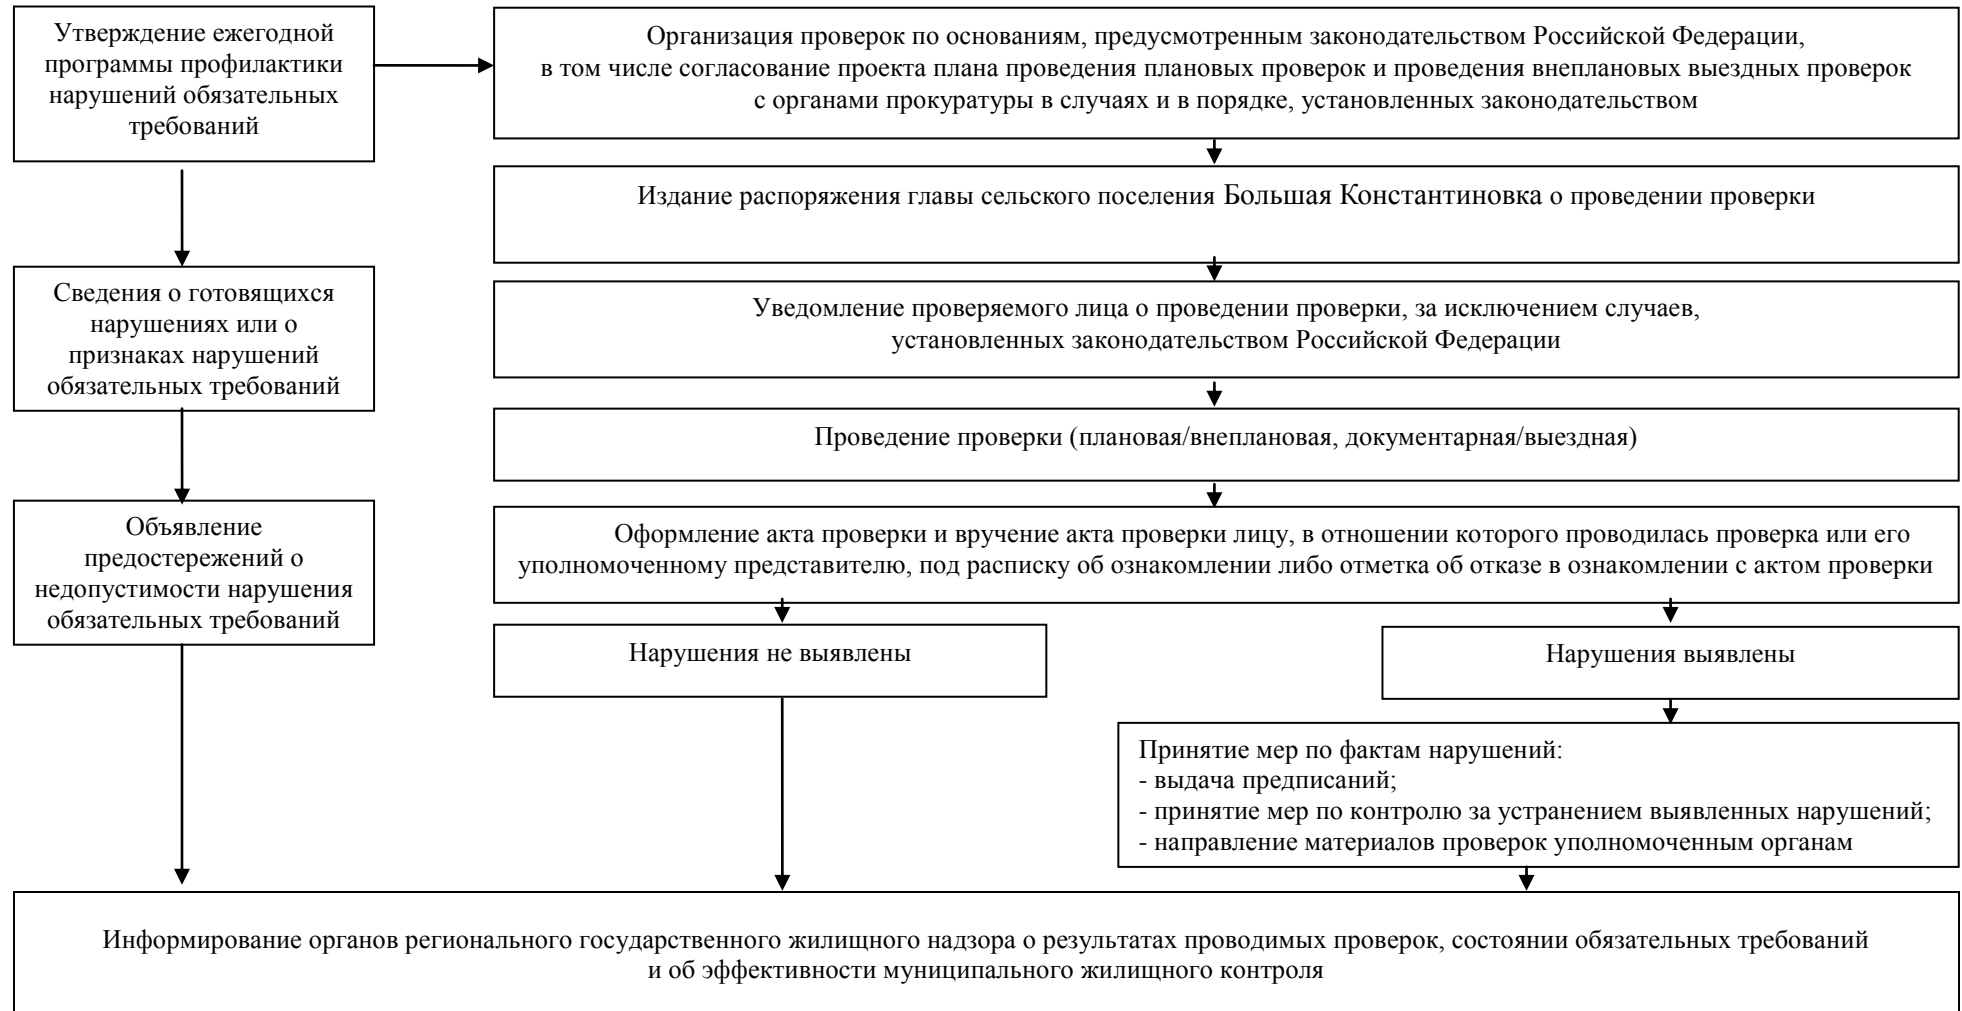 Утверждение ежегодной
программы профилактики
нарушений обязательных
требований
Организация проверок по основаниям, предусмотренным законодательством Российской Федерации,
в том числе согласование проекта плана проведения плановых проверок и проведения внеплановых выездных проверок
с органами прокуратуры в случаях и в порядке, установленных законодательством
Издание распоряжения главы сельского поселения Большая Константиновка о проведении проверки
Сведения о готовящихся
нарушениях или о
признаках нарушений
обязательных требований
Уведомление проверяемого лица о проведении проверки, за исключением случаев,
установленных законодательством Российской Федерации
Проведение проверки (плановая/внеплановая, документарная/выездная)
Объявление
предостережений о
недопустимости нарушения
обязательных требований
Оформление акта проверки и вручение акта проверки лицу, в отношении которого проводилась проверка или его
уполномоченному представителю, под расписку об ознакомлении либо отметка об отказе в ознакомлении с актом проверки
Нарушения не выявлены
Нарушения выявлены
Принятие мер по фактам нарушений:
- выдача предписаний;
- принятие мер по контролю за устранением выявленных нарушений;
- направление материалов проверок уполномоченным органам
Информирование органов регионального государственного жилищного надзора о результатах проводимых проверок, состоянии обязательных требований
и об эффективности муниципального жилищного контроля